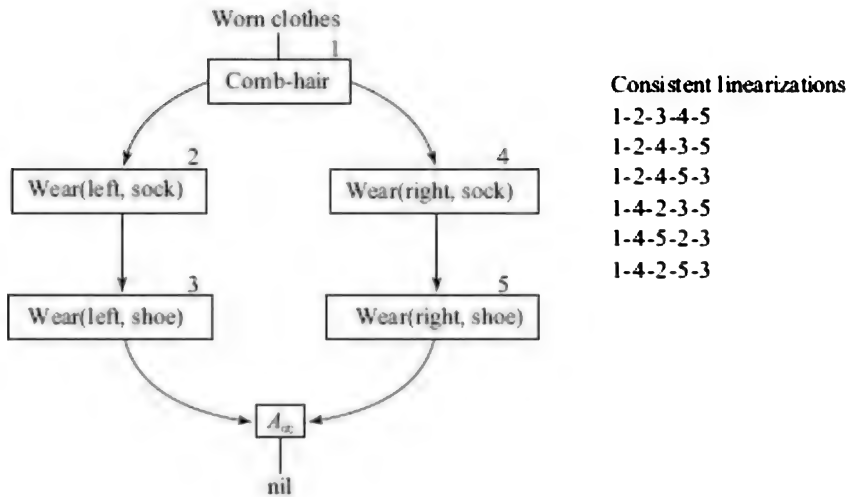 Worn clothes
1
Comb-hair
2
Wear(left, sock)
4
Wear(right, sock)
3
Wear(left, shoe)
5
Wear(right, shoe)
A∝
nil
Consistent linearizations
1-2-3-4-5
1-2-4-3-5
1-2-4-5-3
1-4-2-3-5
1-4-5-2-3
1-4-2-5-3